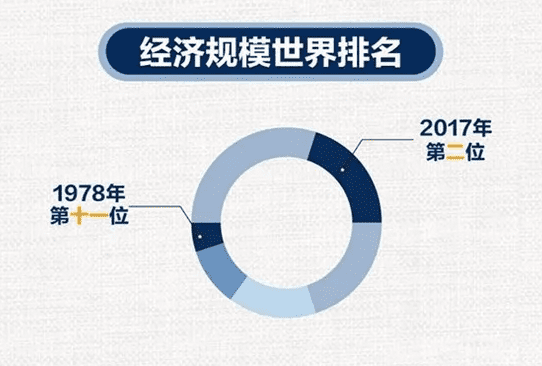 经济规模世界排名
2017年
第二位
1978年
第十一位